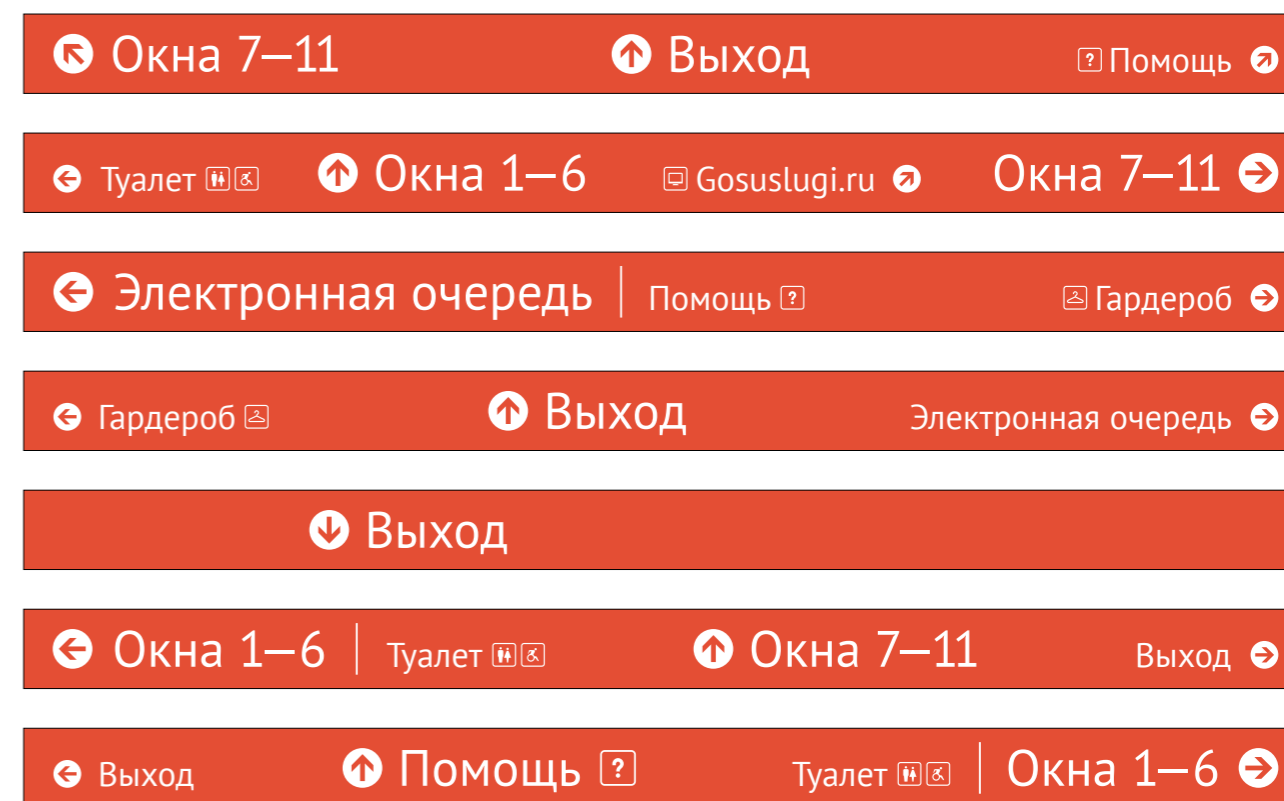 Окна 7—11 Выход ? Помощь
Туалет Окна 1—6 Gosuslugi.ru Окна 7—11
Электронная очередь Помощь ? Гардероб
Гардероб Выход Электронная очередь
Выход
Окна 1—6 Туалет Окна 7—11 Выход
Выход Помощь ? Туалет Окна 1—6